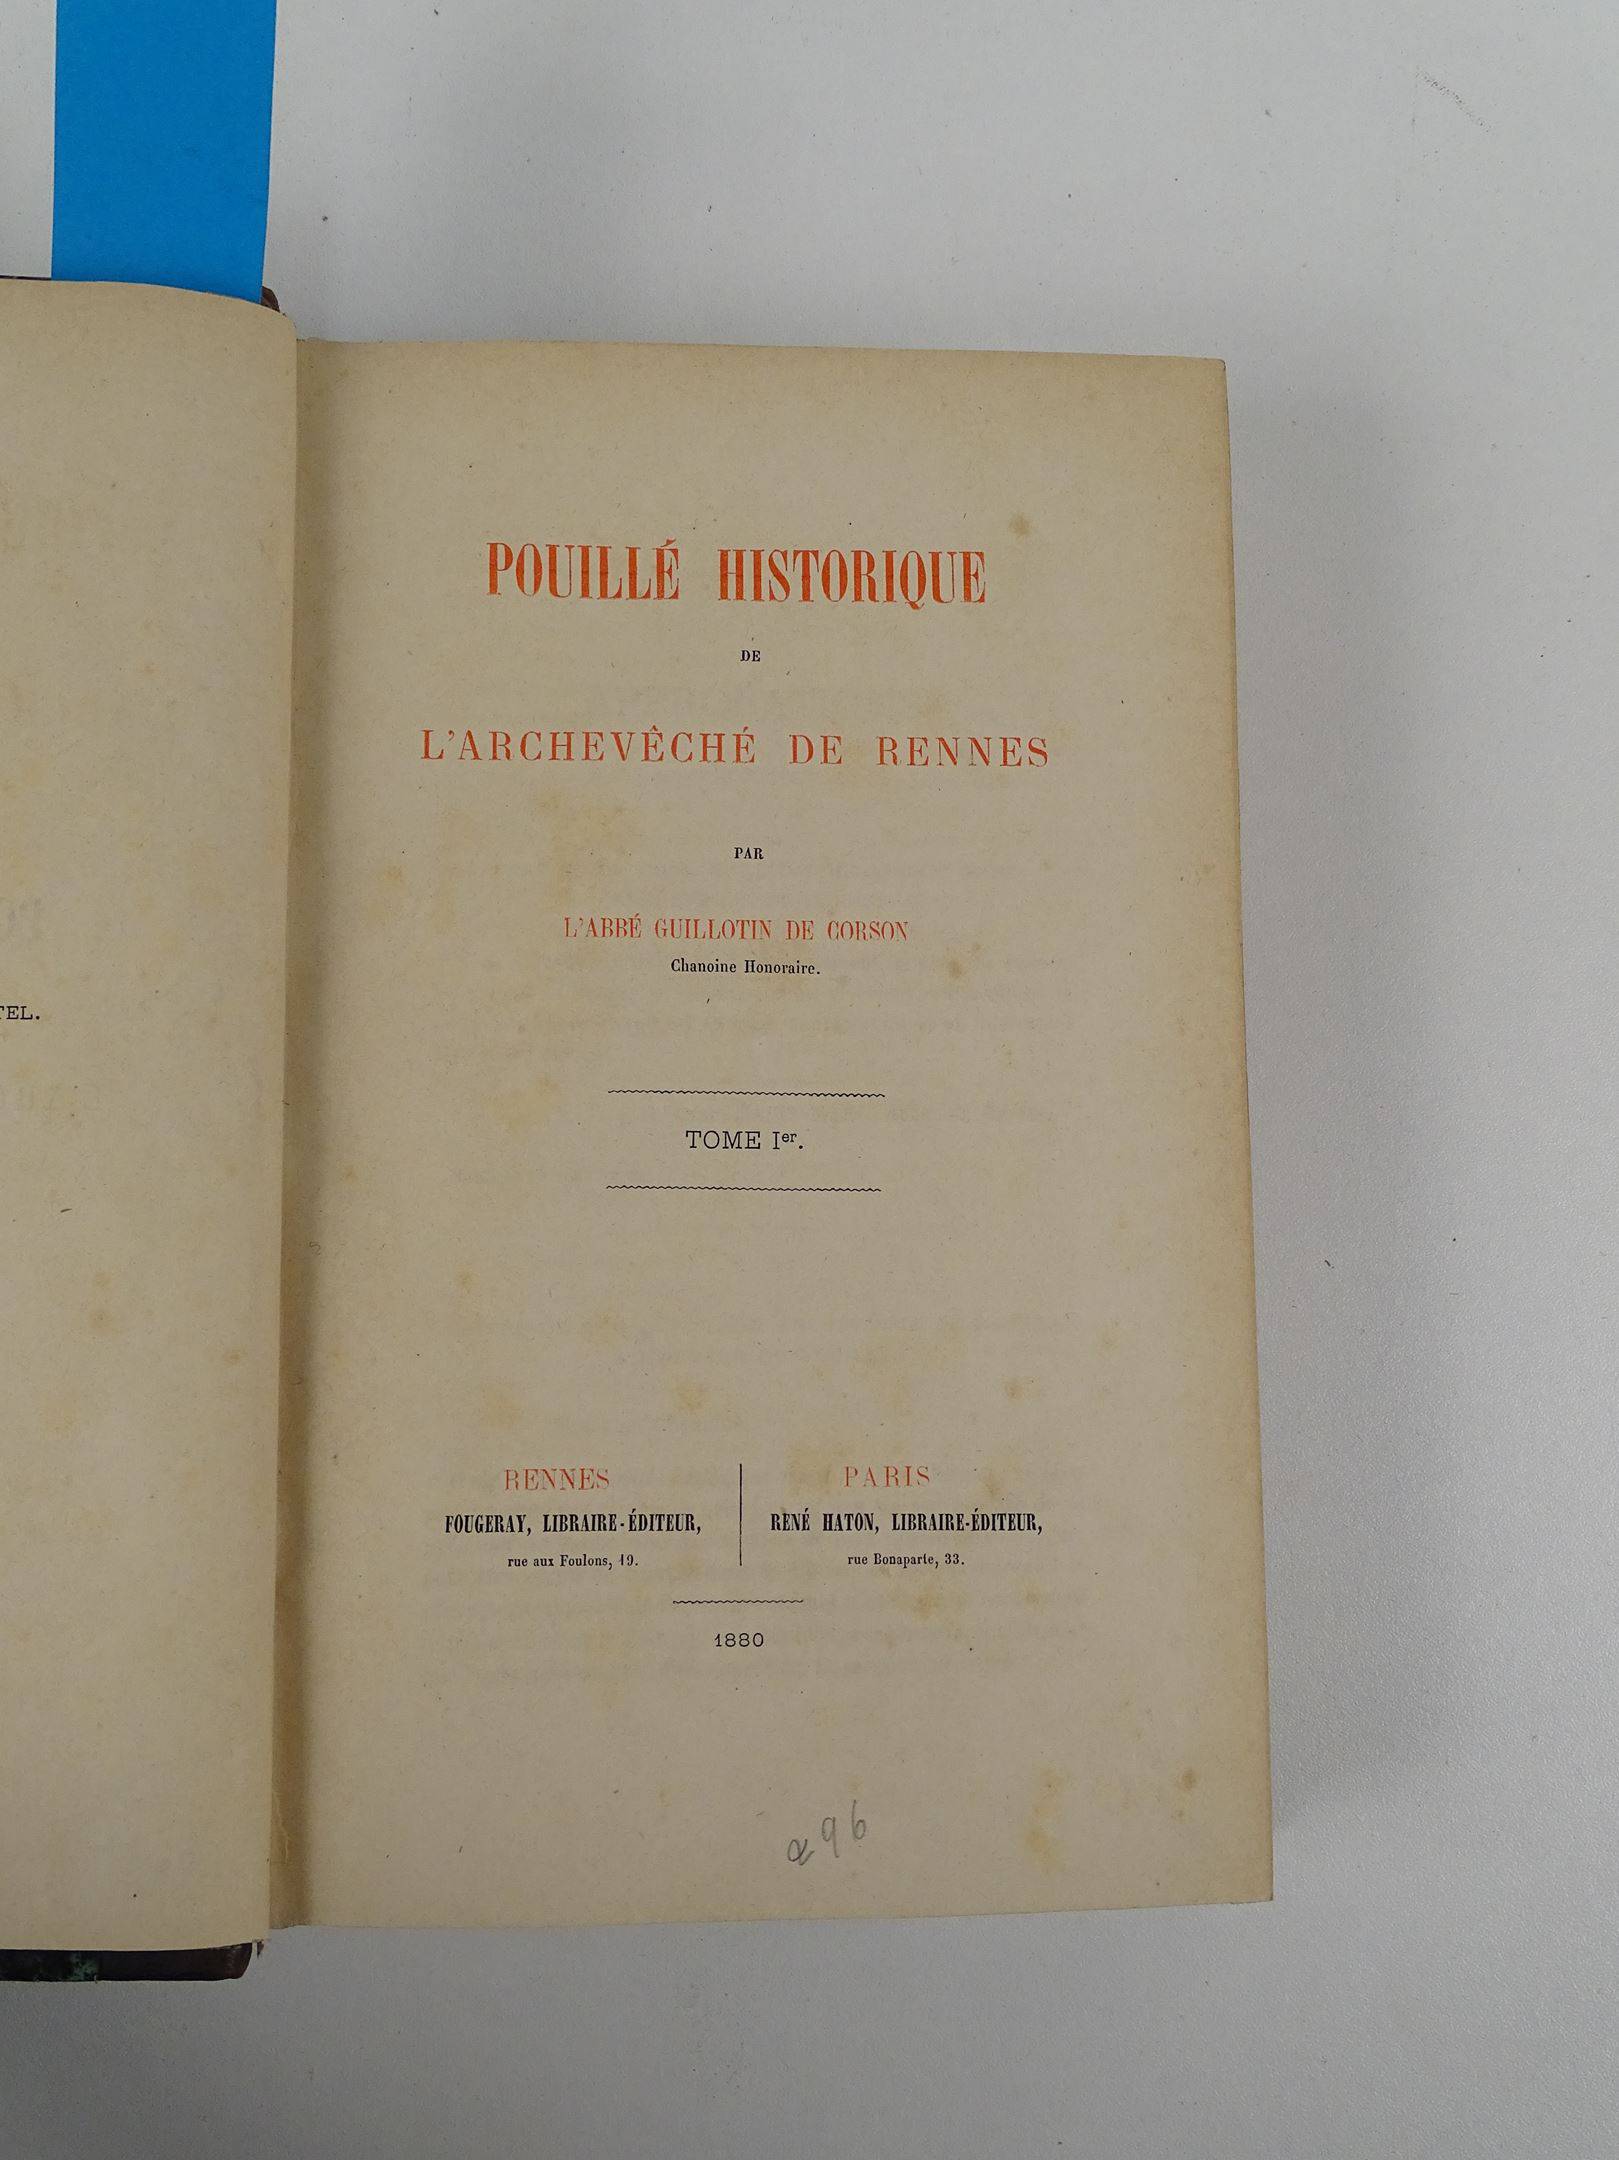 TEL.
POUILLÉ HISTORIQUE
DE
L'ARCHEVÊCHÉ DE RENNES
PAR
L'ABBÉ GUILLOTIN DE CORSON
Chanoine Honoraire.
TOME Ier.
RENNES
FOUGERAY, LIBRAIRE-ÉDITEUR,
rue aux Foulons, 19.
PARIS
RENÉ HATON, LIBRAIRE-ÉDITEUR,
rue Bonaparte, 33.
1880
96